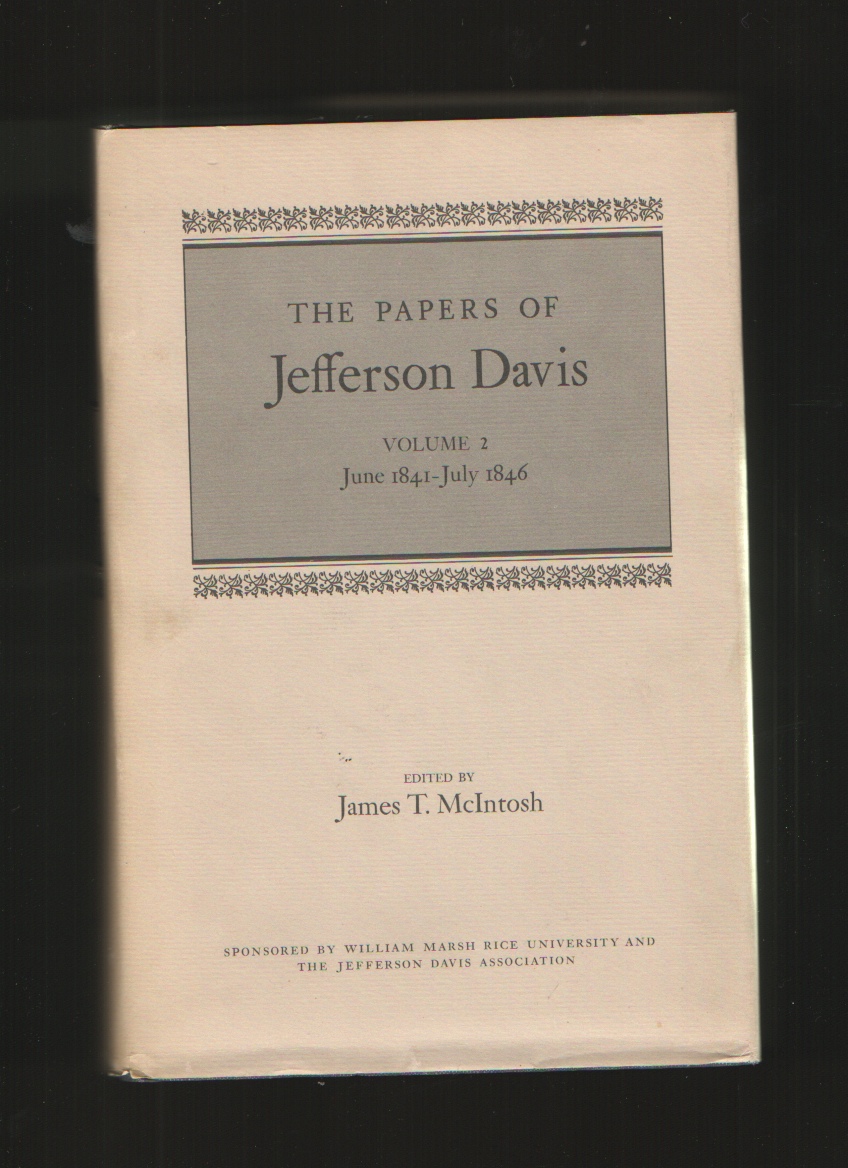 THE PAPERS OF
Jefferson Davis
VOLUME 2
June 1841-July 1846
EDITED BY
James T. McIntosh
SPONSORED BY WILLIAM MARSH RICE UNIVERSITY AND
THE JEFFERSON DAVIS ASSOCIATION